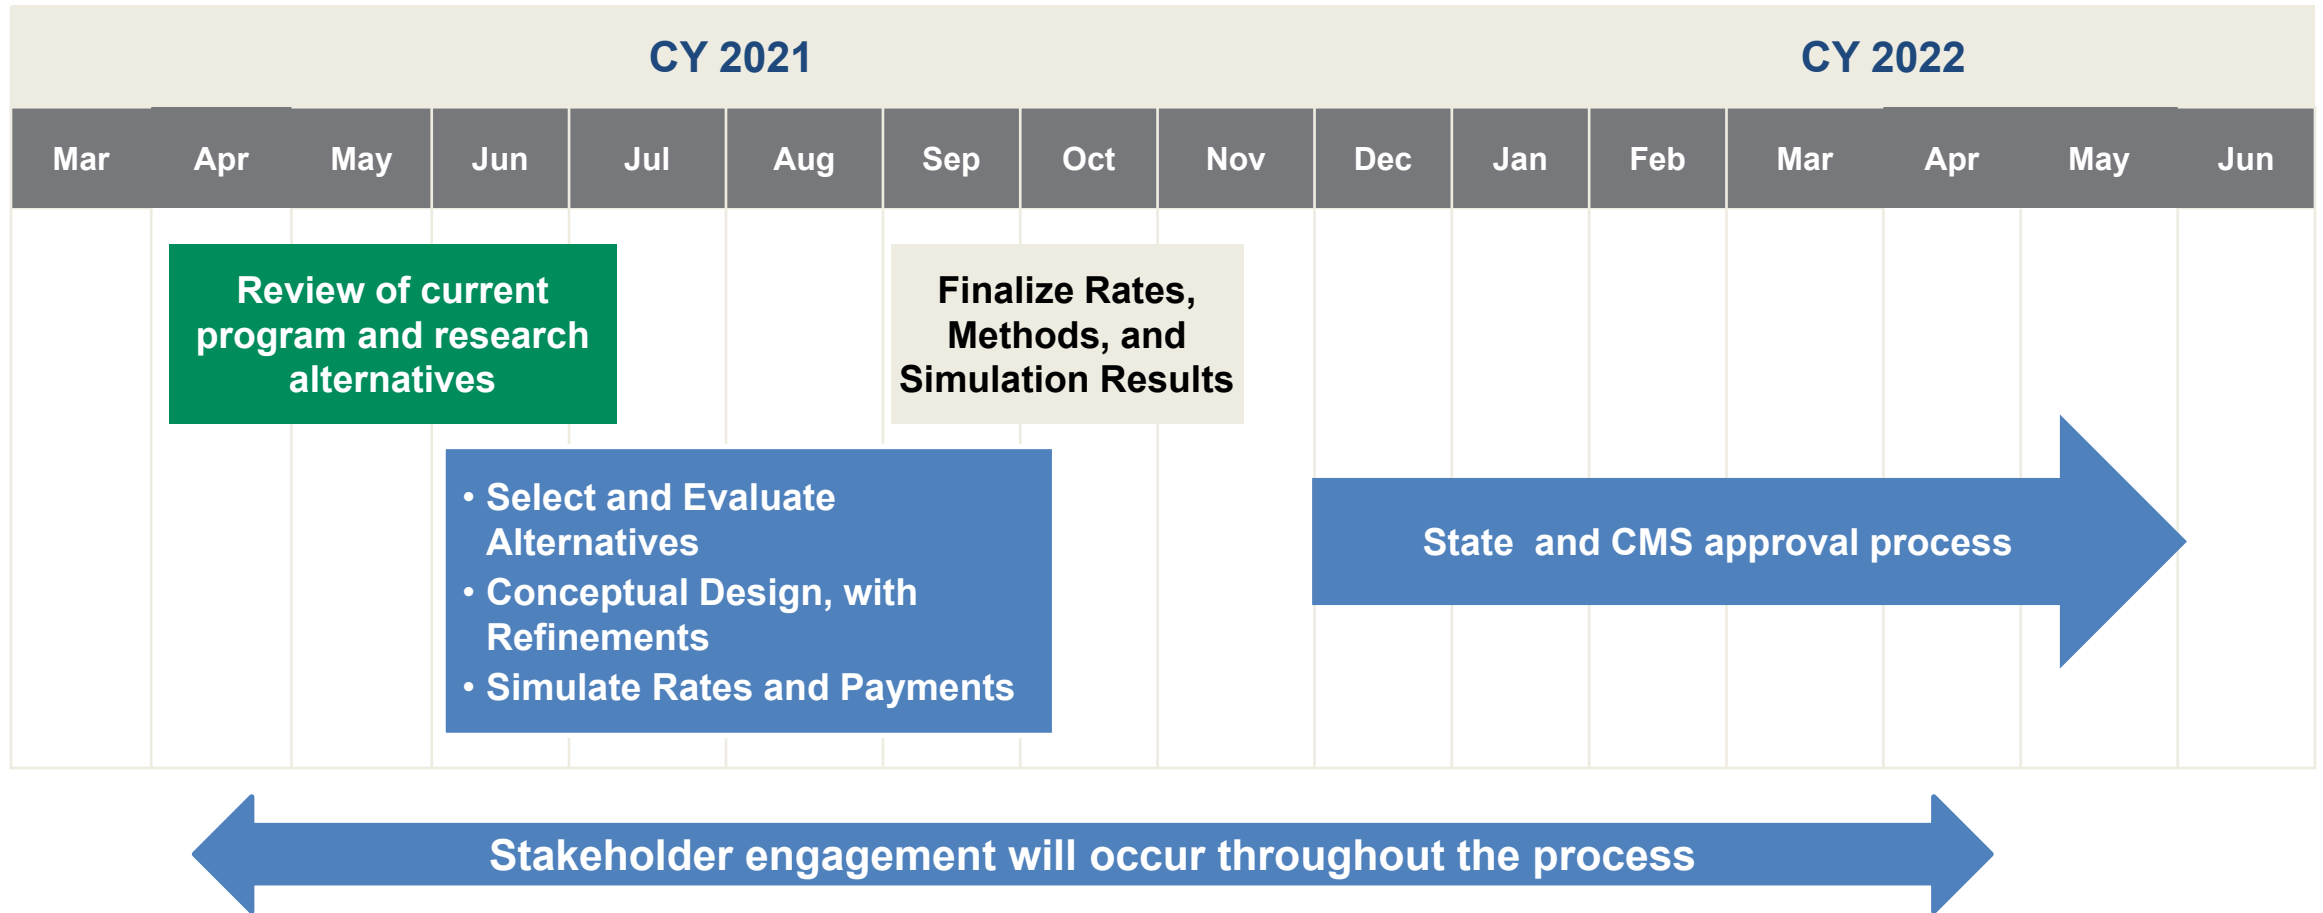 CY 2021
CY 2022
Mar Apr May Jun Jul Aug Sep Oct Nov Dec Jan Feb Mar Apr May Jun
Review of current
program and research
alternatives
Finalize Rates,
Methods, and
Simulation Results
• Select and Evaluate
Alternatives
• Conceptual Design, with
Refinements
• Simulate Rates and Payments
State  and CMS approval process
Stakeholder engagement will occur throughout the process